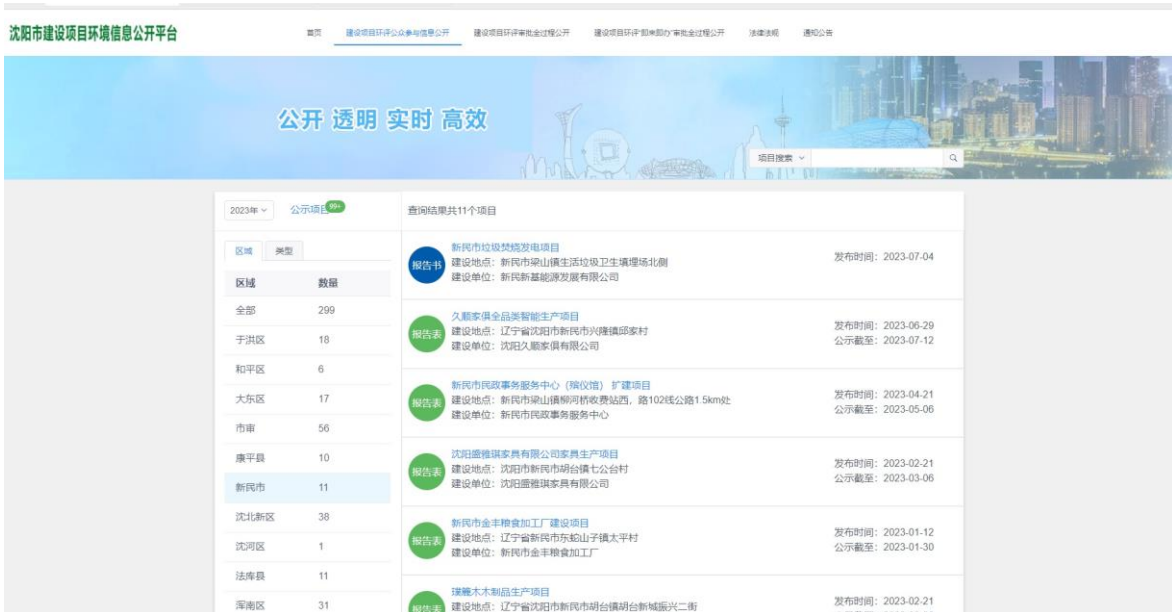 沈阳市建设项目环境信息公开平台
首页 建设项目环评公众参与信息公开 建设项目环评审批全过程公开 建设项目环评“即来即办”审批全过程公开 法律法规 通知公告
公开 透明 实时 高效
项目搜索
2023年 公示项目 99+
查询结果共11个项目
区域 类型
区域 数量
全部 299
于洪区 18
和平区 6
大东区 17
市审 56
康平县 10
新民市 11
沈北新区 38
沈河区 1
法库县 11
浑南区 31
报告书
新民市垃圾焚烧发电项目
建设地点：新民市梁山镇生活垃圾卫生填埋场北侧
建设单位：新民新基能源发展有限公司
发布时间：2023-07-04
报告表
久顺家俱全品类智能生产项目
建设地点：辽宁省沈阳市新民市兴隆镇邱家村
建设单位：沈阳久顺家俱有限公司
发布时间：2023-06-29
公示截至：2023-07-12
报告表
新民市民政事务服务中心（殡仪馆） 扩建项目
建设地点：新民市梁山镇柳河桥收费站西，路102线公路1.5km处
建设单位：新民市民政事务服务中心
发布时间：2023-04-21
公示截至：2023-05-06
报告表
沈阳盛雅琪家具有限公司家具生产项目
建设地点：沈阳市新民市胡台镇七公台村
建设单位：沈阳盛雅琪家具有限公司
发布时间：2023-02-21
公示截至：2023-03-06
报告表
新民市金丰粮食加工厂建设项目
建设地点：辽宁省新民市东蛇山子镇太平村
建设单位：新民市金丰粮食加工厂
发布时间：2023-01-12
公示截至：2023-01-30
报告表
璞麓木木制品生产项目
建设地点：辽宁省沈阳市新民市胡台镇胡台新城振兴二街
发布时间：2023-02-21